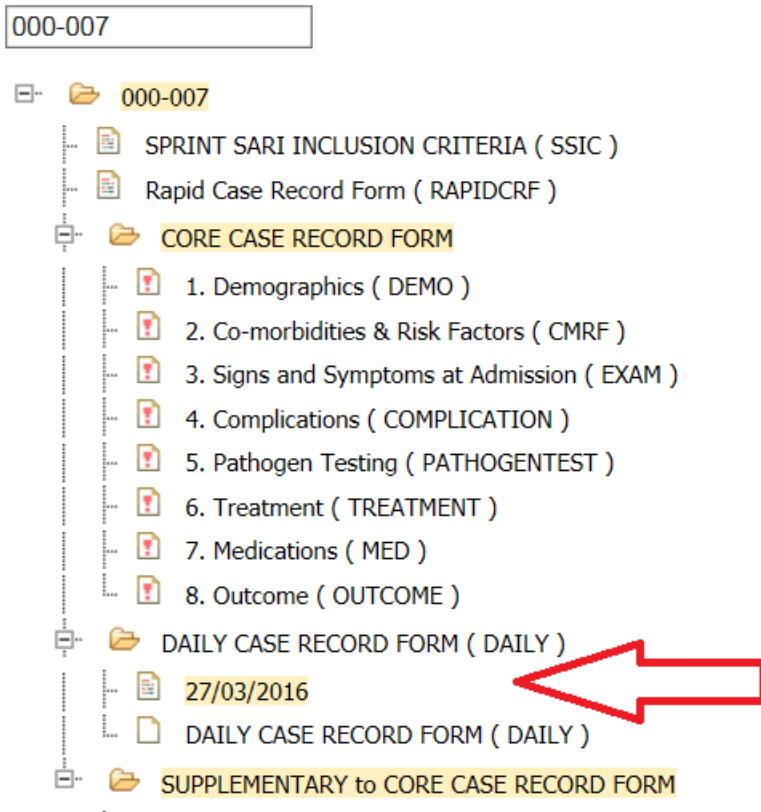 000-007
000-007
SPRINT SARI INCLUSION CRITERIA ( SSIC )
Rapid Case Record Form ( RAPIDCRF )
CORE CASE RECORD FORM
1. Demographics ( DEMO )
2. Co-morbidities & Risk Factors ( CMRF )
3. Signs and Symptoms at Admission ( EXAM )
4. Complications ( COMPLICATION )
5. Pathogen Testing ( PATHOGENTEST )
6. Treatment ( TREATMENT )
7. Medications ( MED )
8. Outcome ( OUTCOME )
DAILY CASE RECORD FORM ( DAILY )
27/03/2016
DAILY CASE RECORD FORM ( DAILY )
SUPPLEMENTARY to CORE CASE RECORD FORM